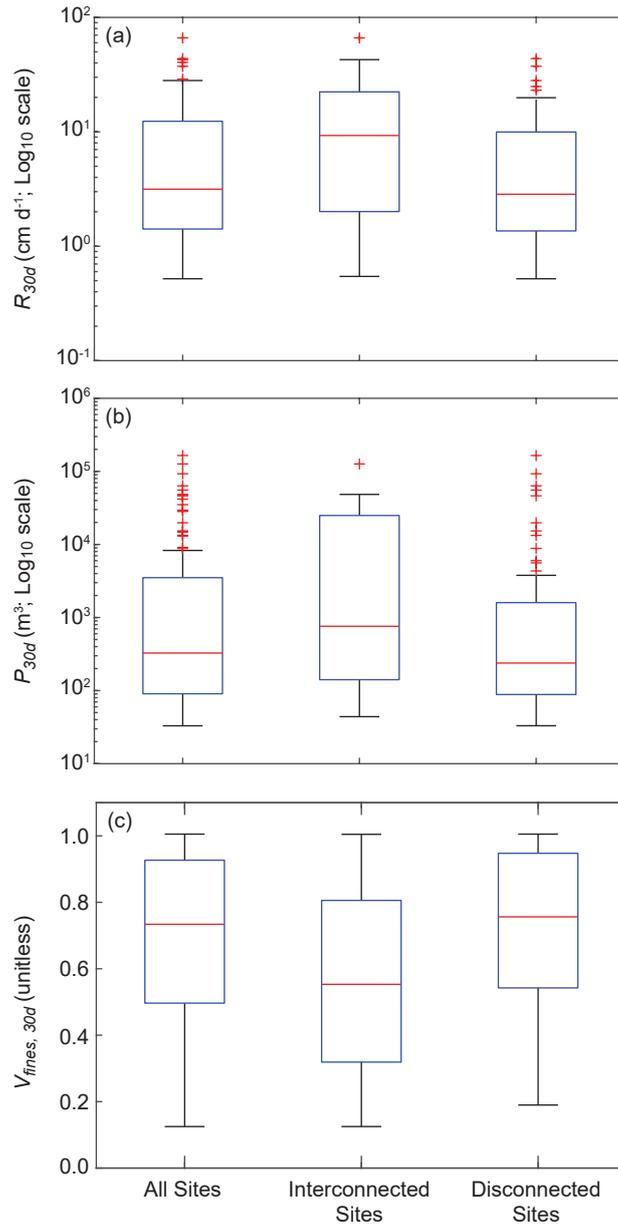 (a)
R30d (cm d-1; Log10 scale)
10²
10¹
10⁰
10-1
(b)
P30d (m³; Log10 scale)
10⁶
10⁵
10⁴
10³
10²
10¹
(c)
Vfines, 30d (unitless)
1.0
0.8
0.6
0.4
0.2
0.0
All Sites
Interconnected
Sites
Disconnected
Sites